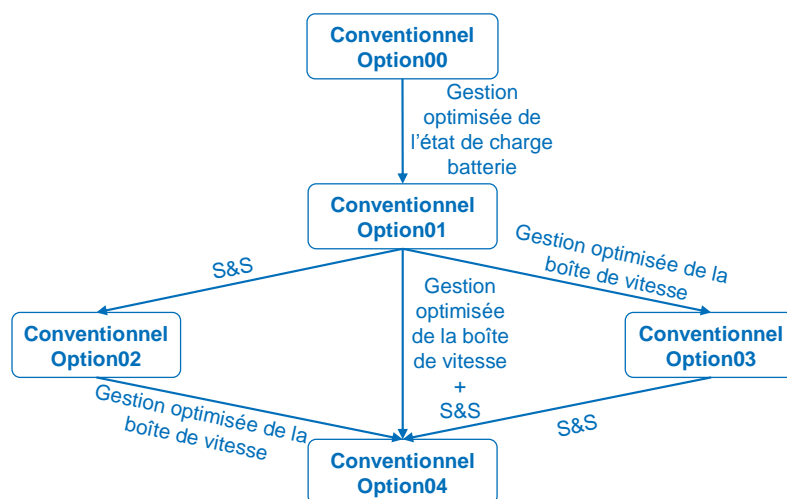 Conventionnel
Option00
Gestion
optimisée de
l'état de charge
batterie
Conventionnel
Option01
S&S
Gestion
optimisée
de la boîte
de vitesse
+
S&S
Gestion optimisée de la
boîte de vitesse
Conventionnel
Option02
Conventionnel
Option03
Gestion optimisée de la
boîte de vitesse
S&S
Conventionnel
Option04